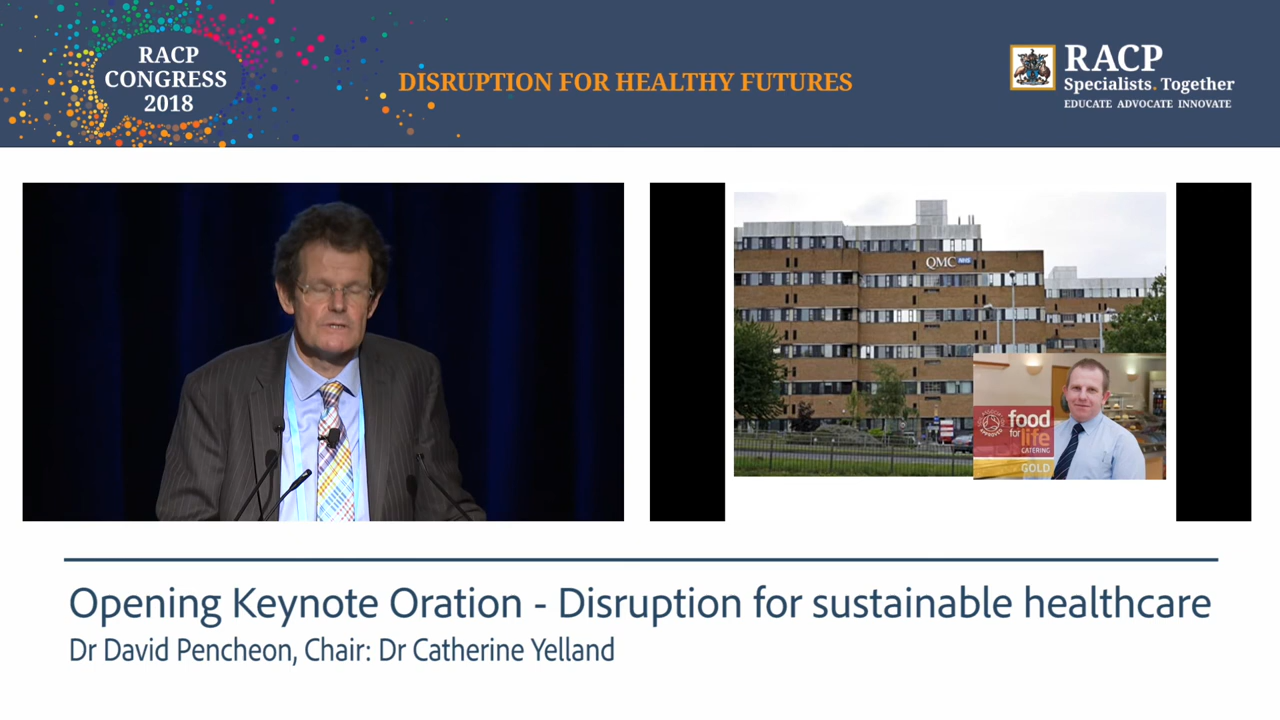 RACP
CONGRESS
2018
DISRUPTION FOR HEALTHY FUTURES
RACP
Specialists. Together
EDUCATE ADVOCATE INNOVATE
QMC NHS
food
for life
CATERING
GOLD
Opening Keynote Oration - Disruption for sustainable healthcare
Dr David Pencheon, Chair: Dr Catherine Yelland